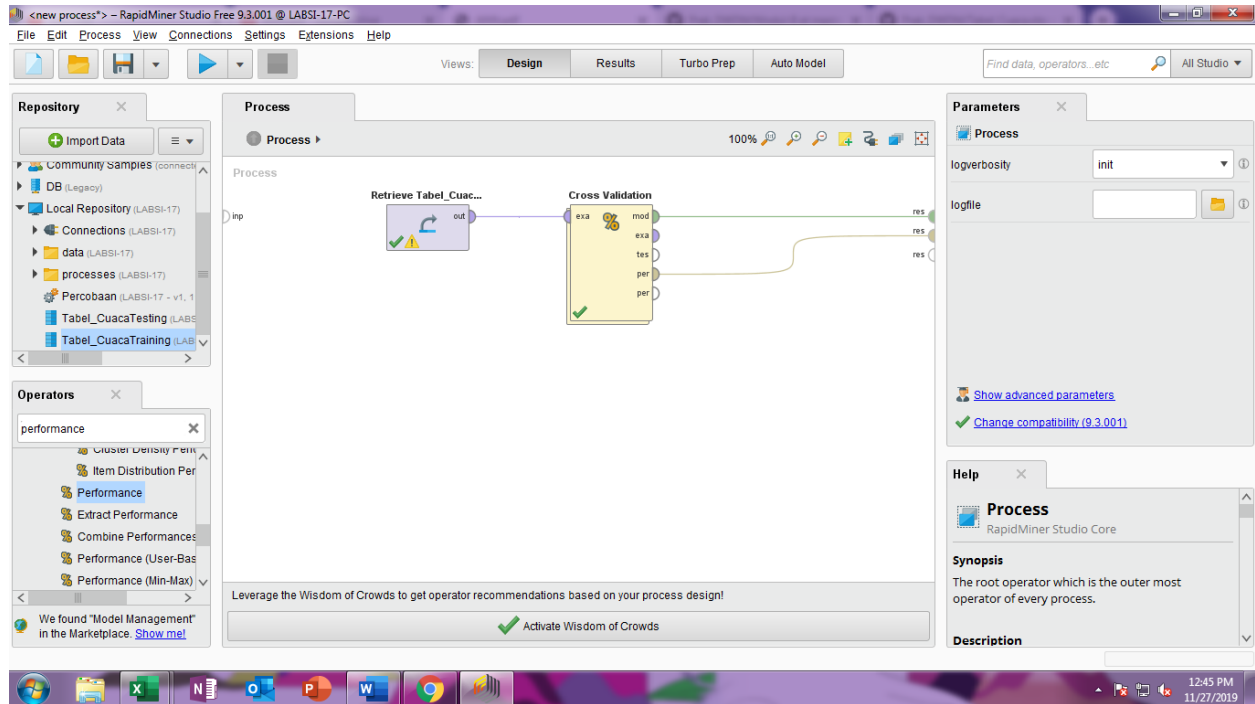 <new process*> – RapidMiner Studio Free 9.3.001 @ LABSI-17-PC
File Edit Process View Connections Settings Extensions Help
Views: Design Results Turbo Prep Auto Model
Find data, operators...etc
All Studio
Repository
Import Data
Community Samples (connect
DB (Legacy)
Local Repository (LABSI-17)
Connections (LABSI-17)
data (LABSI-17)
processes (LABSI-17)
Percobaan (LABSI-17 - v1, 1
Tabel_CuacaTesting (LABS
Tabel_CuacaTraining (LAB
Operators
performance
Cluster Density Perf
Item Distribution Per
Performance
Extract Performance
Combine Performances
Performance (User-Bas
Performance (Min-Max)
We found "Model Management"
in the Marketplace. Show me!
Process
Process
100%
Process
Retrieve Tabel_Cuac...
Cross Validation
inp
out
exa
mod
exa
tes
per
per
res
res
res
Leverage the Wisdom of Crowds to get operator recommendations based on your process design!
Activate Wisdom of Crowds
Parameters
Process
logverbosity
init
logfile
Show advanced parameters
Change compatibility (9.3.001)
Help
Process
RapidMiner Studio Core
Synopsis
The root operator which is the outer most
operator of every process.
Description
12:45 PM
11/27/2019